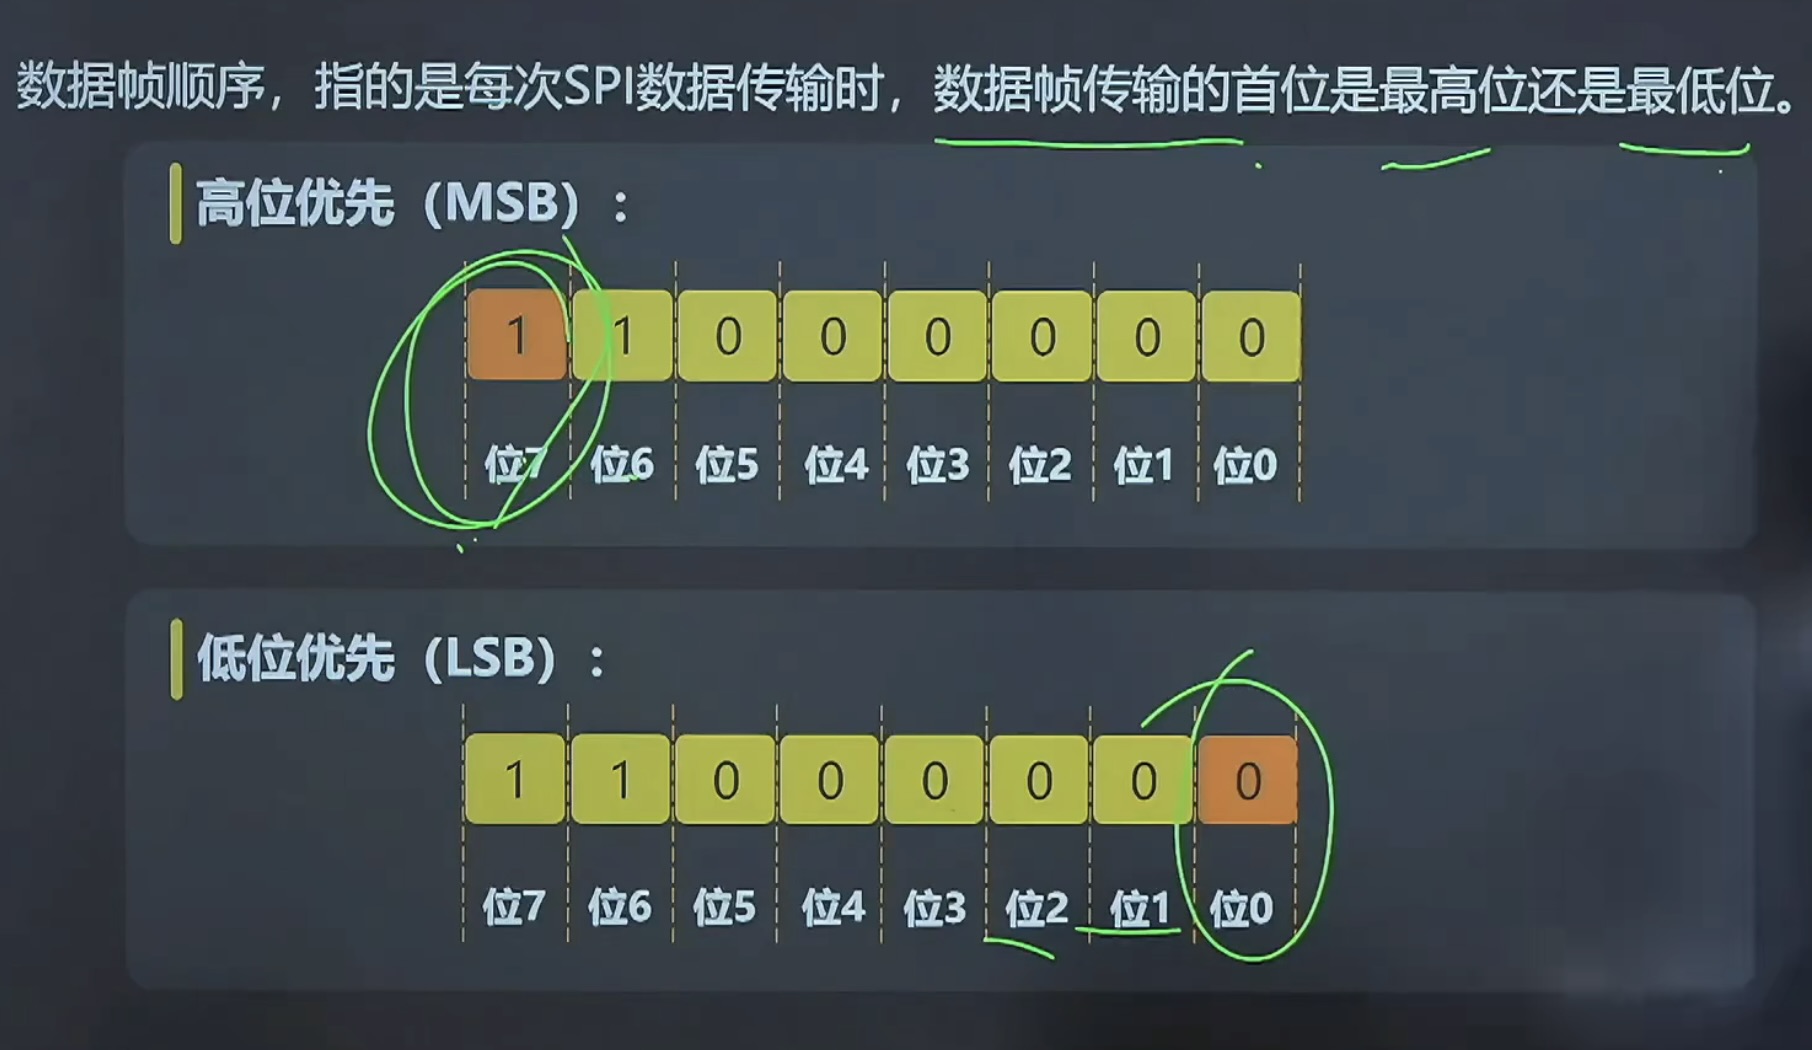 数据帧顺序，指的是每次SPI数据传输时，数据帧传输的首位是最高位还是最低位。
高位优先（MSB）：
1 1 0 0 0 0 0 0
位7 位6 位5 位4 位3 位2 位1 位0
低位优先（LSB）：
1 1 0 0 0 0 0 0
位7 位6 位5 位4 位3 位2 位1 位0